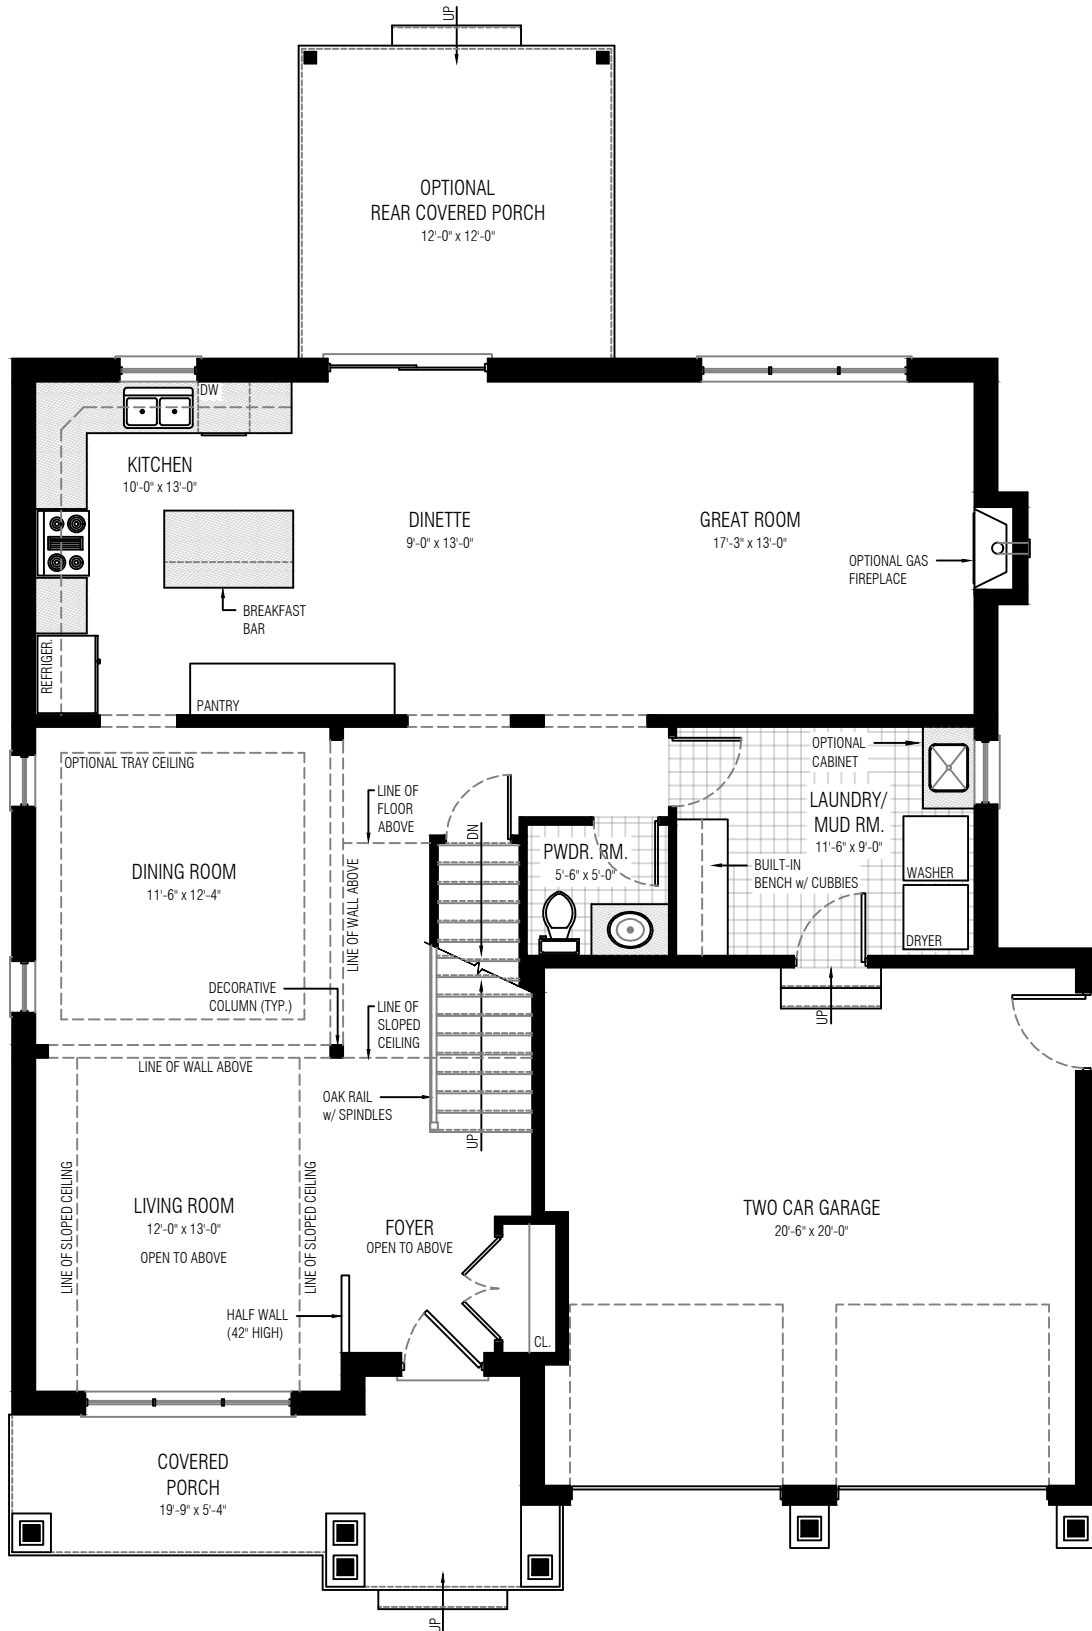 UP
OPTIONAL
REAR COVERED PORCH
12'-0" x 12'-0"
DW
KITCHEN
10'-0" x 13'-0"
DINETTE
9'-0" x 13'-0"
GREAT ROOM
17'-3" x 13'-0"
OPTIONAL GAS
FIREPLACE
BREAKFAST
BAR
REFRIGER.
PANTRY
OPTIONAL TRAY CEILING
OPTIONAL
CABINET
LINE OF
FLOOR
ABOVE
LAUNDRY/
MUD RM.
11'-6" x 9'-0"
DN
PWDR. RM.
5'-6" x 5'-0"
BUILT-IN
BENCH w/ CUBBIES
WASHER
DRYER
DINING ROOM
11'-6" x 12'-4"
LINE OF WALL ABOVE
DECORATIVE
COLUMN (TYP.)
LINE OF
SLOPED
CEILING
UP
LINE OF WALL ABOVE
OAK RAIL
w/ SPINDLES
UP
LINE OF SLOPED CEILING
LIVING ROOM
12'-0" x 13'-0"
OPEN TO ABOVE
LINE OF SLOPED CEILING
FOYER
OPEN TO ABOVE
TWO CAR GARAGE
20'-6" x 20'-0"
HALF WALL
(42" HIGH)
CL.
COVERED
PORCH
19'-9" x 5'-4"
UP